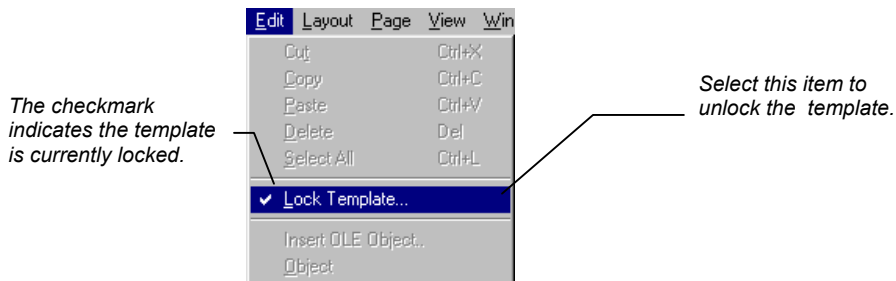 Edit Layout Page View Win
Cut Ctrl+X
Copy Ctrl+C
Paste Ctrl+V
Delete Del
Select All Ctrl+L
Lock Template...
Insert OLE Object..
Object
The checkmark
indicates the template
is currently locked.
Select this item to
unlock the template.